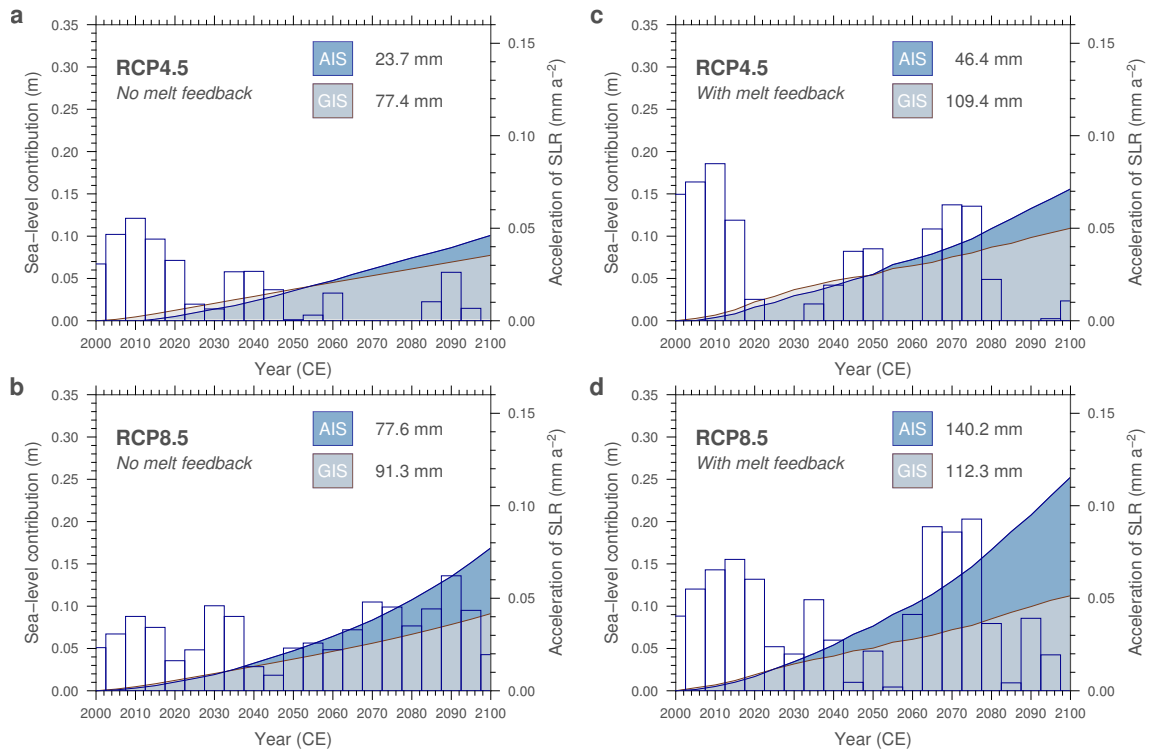 a
0.35
0.30
0.25
0.20
0.15
0.10
0.05
0.00
Sea−level contribution (m)
RCP4.5
No melt feedback
AIS 23.7 mm
GIS 77.4 mm
0.15
0.10
0.05
0.00
Acceleration of SLR (mm a−2)
2000 2010 2020 2030 2040 2050 2060 2070 2080 2090 2100
Year (CE)
c
0.35
0.30
0.25
0.20
0.15
0.10
0.05
0.00
Sea−level contribution (m)
RCP4.5
With melt feedback
AIS 46.4 mm
GIS 109.4 mm
0.15
0.10
0.05
0.00
Acceleration of SLR (mm a−2)
2000 2010 2020 2030 2040 2050 2060 2070 2080 2090 2100
Year (CE)
b
0.35
0.30
0.25
0.20
0.15
0.10
0.05
0.00
Sea−level contribution (m)
RCP8.5
No melt feedback
AIS 77.6 mm
GIS 91.3 mm
0.15
0.10
0.05
0.00
Acceleration of SLR (mm a−2)
2000 2010 2020 2030 2040 2050 2060 2070 2080 2090 2100
Year (CE)
d
0.35
0.30
0.25
0.20
0.15
0.10
0.05
0.00
Sea−level contribution (m)
RCP8.5
With melt feedback
AIS 140.2 mm
GIS 112.3 mm
0.15
0.10
0.05
0.00
Acceleration of SLR (mm a−2)
2000 2010 2020 2030 2040 2050 2060 2070 2080 2090 2100
Year (CE)